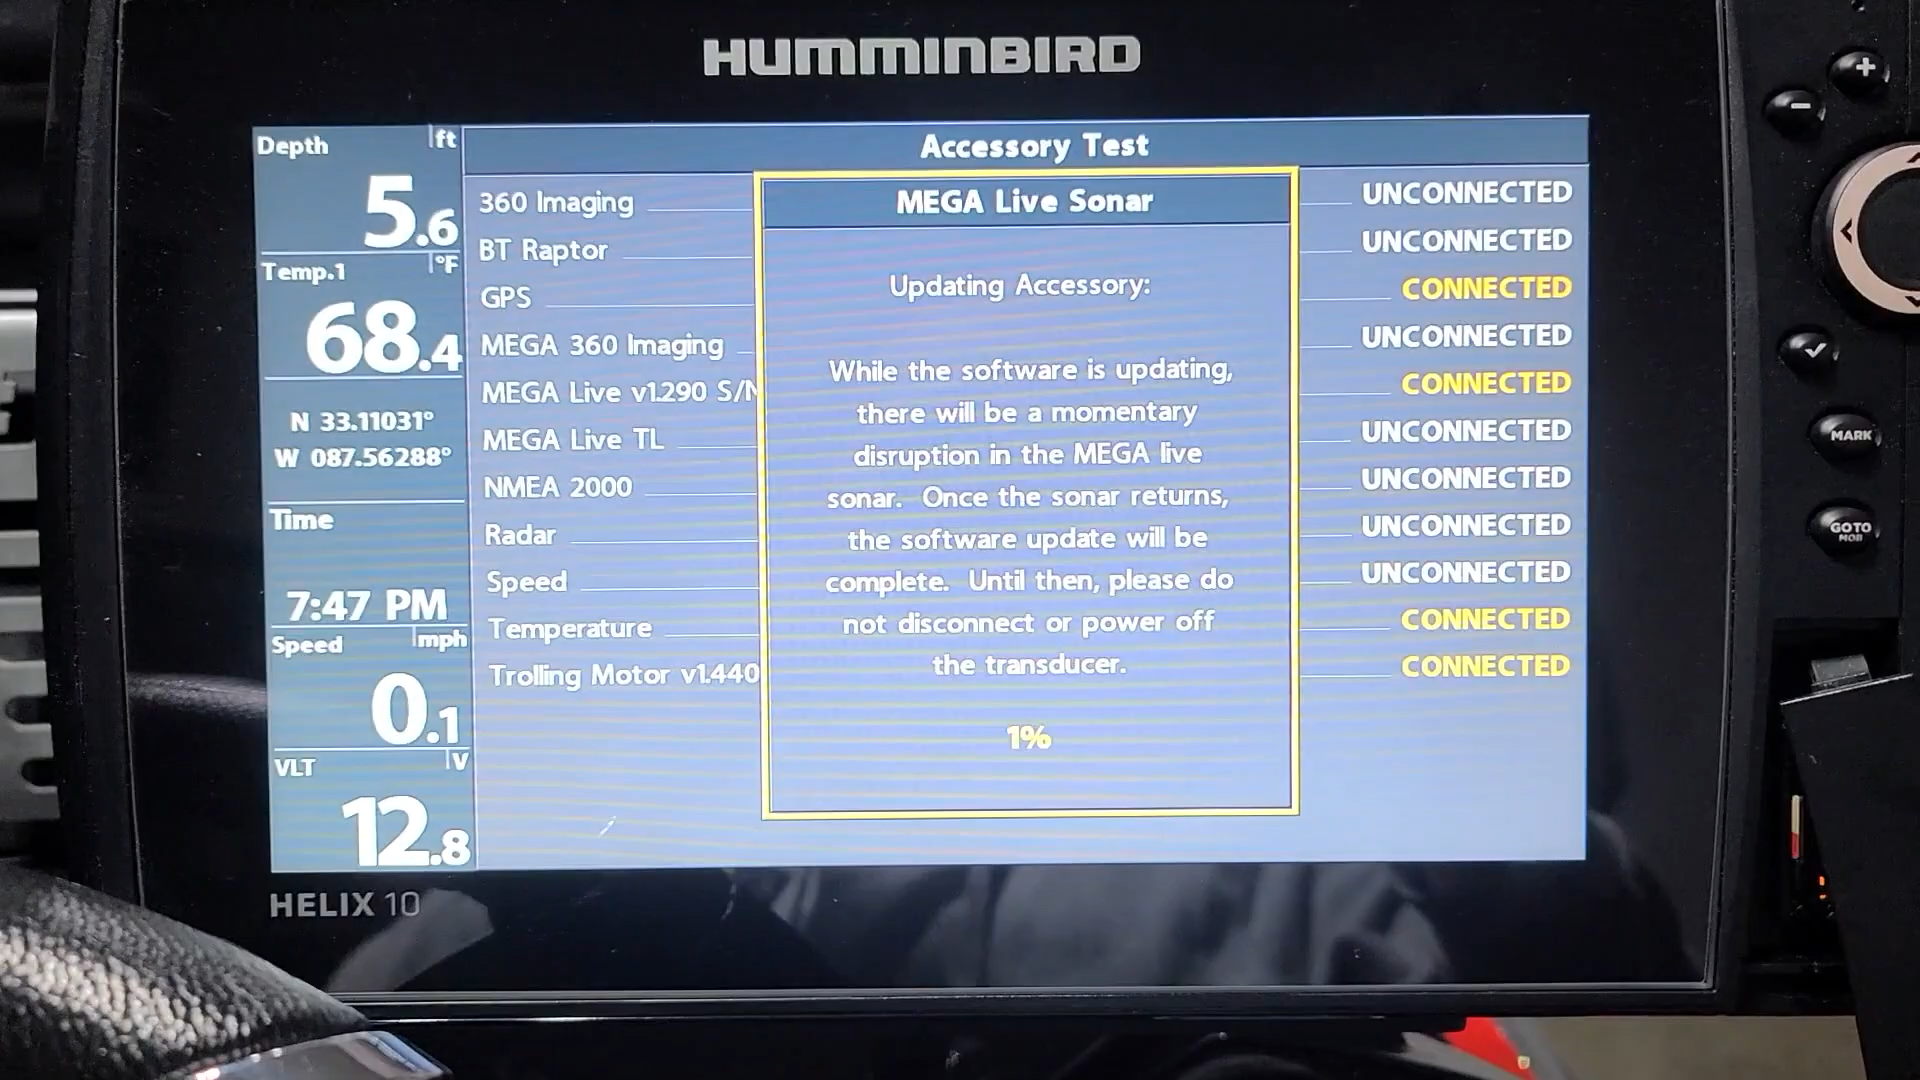 HUMMINBIRD
Accessory Test
Depth ft
5.6
Temp.1 °F
68.4
N 33.11031°
W 087.56288°
Time
7:47 PM
Speed mph
0.1
VLT V
12.8
360 Imaging UNCONNECTED
BT Raptor UNCONNECTED
GPS CONNECTED
MEGA 360 Imaging UNCONNECTED
MEGA Live v1.290 S/N CONNECTED
MEGA Live TL UNCONNECTED
NMEA 2000 UNCONNECTED
Radar UNCONNECTED
Speed UNCONNECTED
Temperature CONNECTED
Trolling Motor v1.440 CONNECTED
MEGA Live Sonar
Updating Accessory:
While the software is updating,
there will be a momentary
disruption in the MEGA live
sonar. Once the sonar returns,
the software update will be
complete. Until then, please do
not disconnect or power off
the transducer.
1%
HELIX 10
+
-
MARK
GO TO
MOB